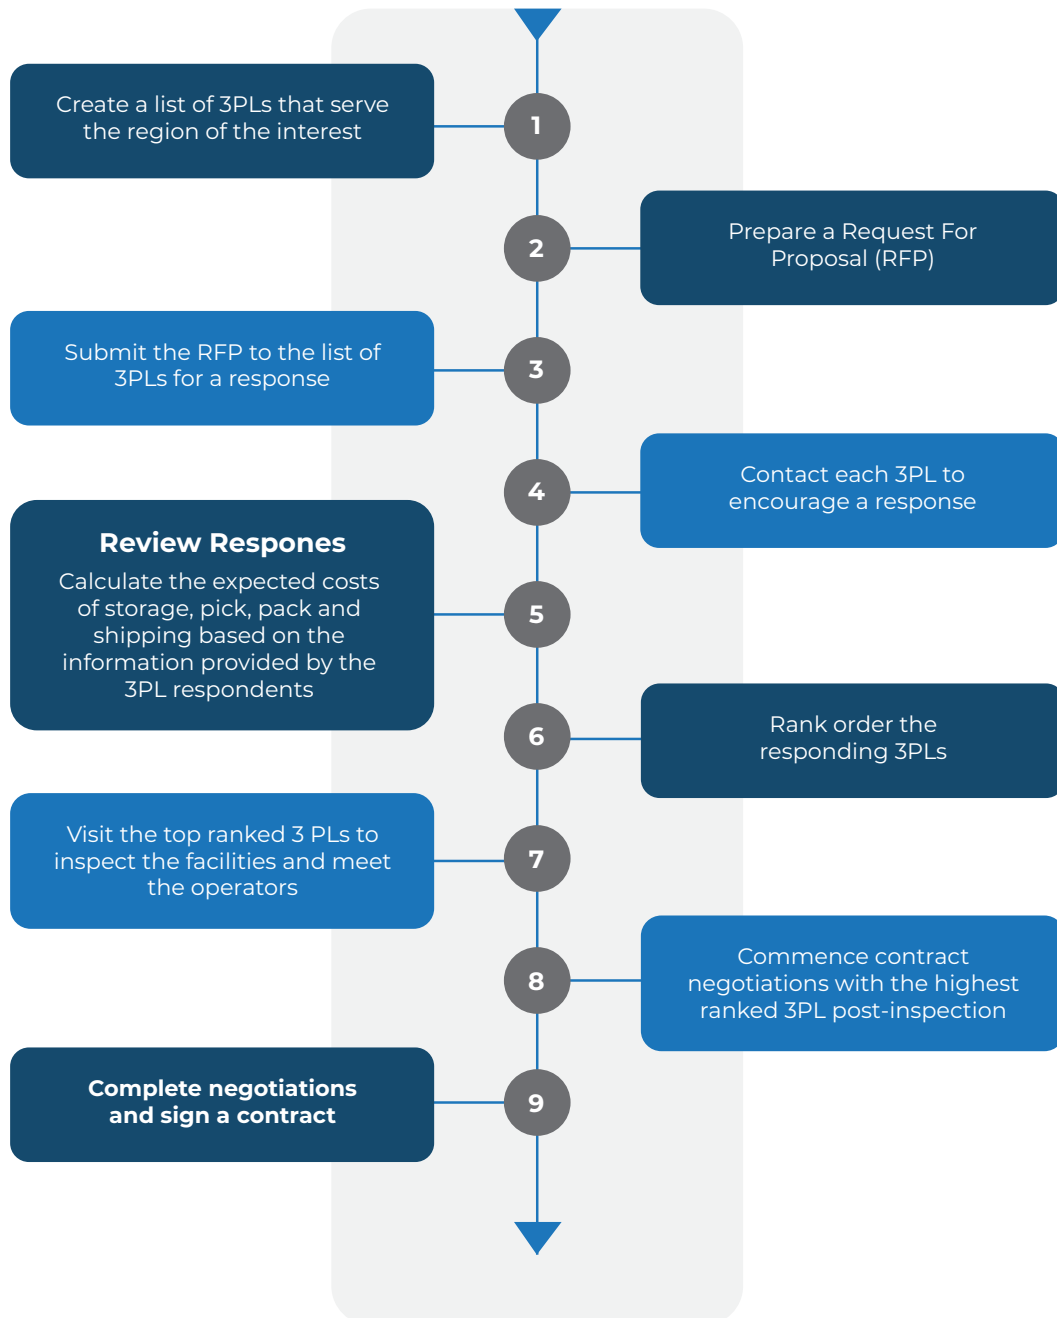 Create a list of 3PLs that serve
the region of the interest
1
2
Prepare a Request For
Proposal (RFP)
Submit the RFP to the list of
3PLs for a response
3
4
Contact each 3PL to
encourage a response
Review Respones
Calculate the expected costs
of storage, pick, pack and
shipping based on the
information provided by the
3PL respondents
5
6
Rank order the
responding 3PLs
Visit the top ranked 3 PLs to
inspect the facilities and meet
the operators
7
8
Commence contract
negotiations with the highest
ranked 3PL post-inspection
Complete negotiations
and sign a contract
9